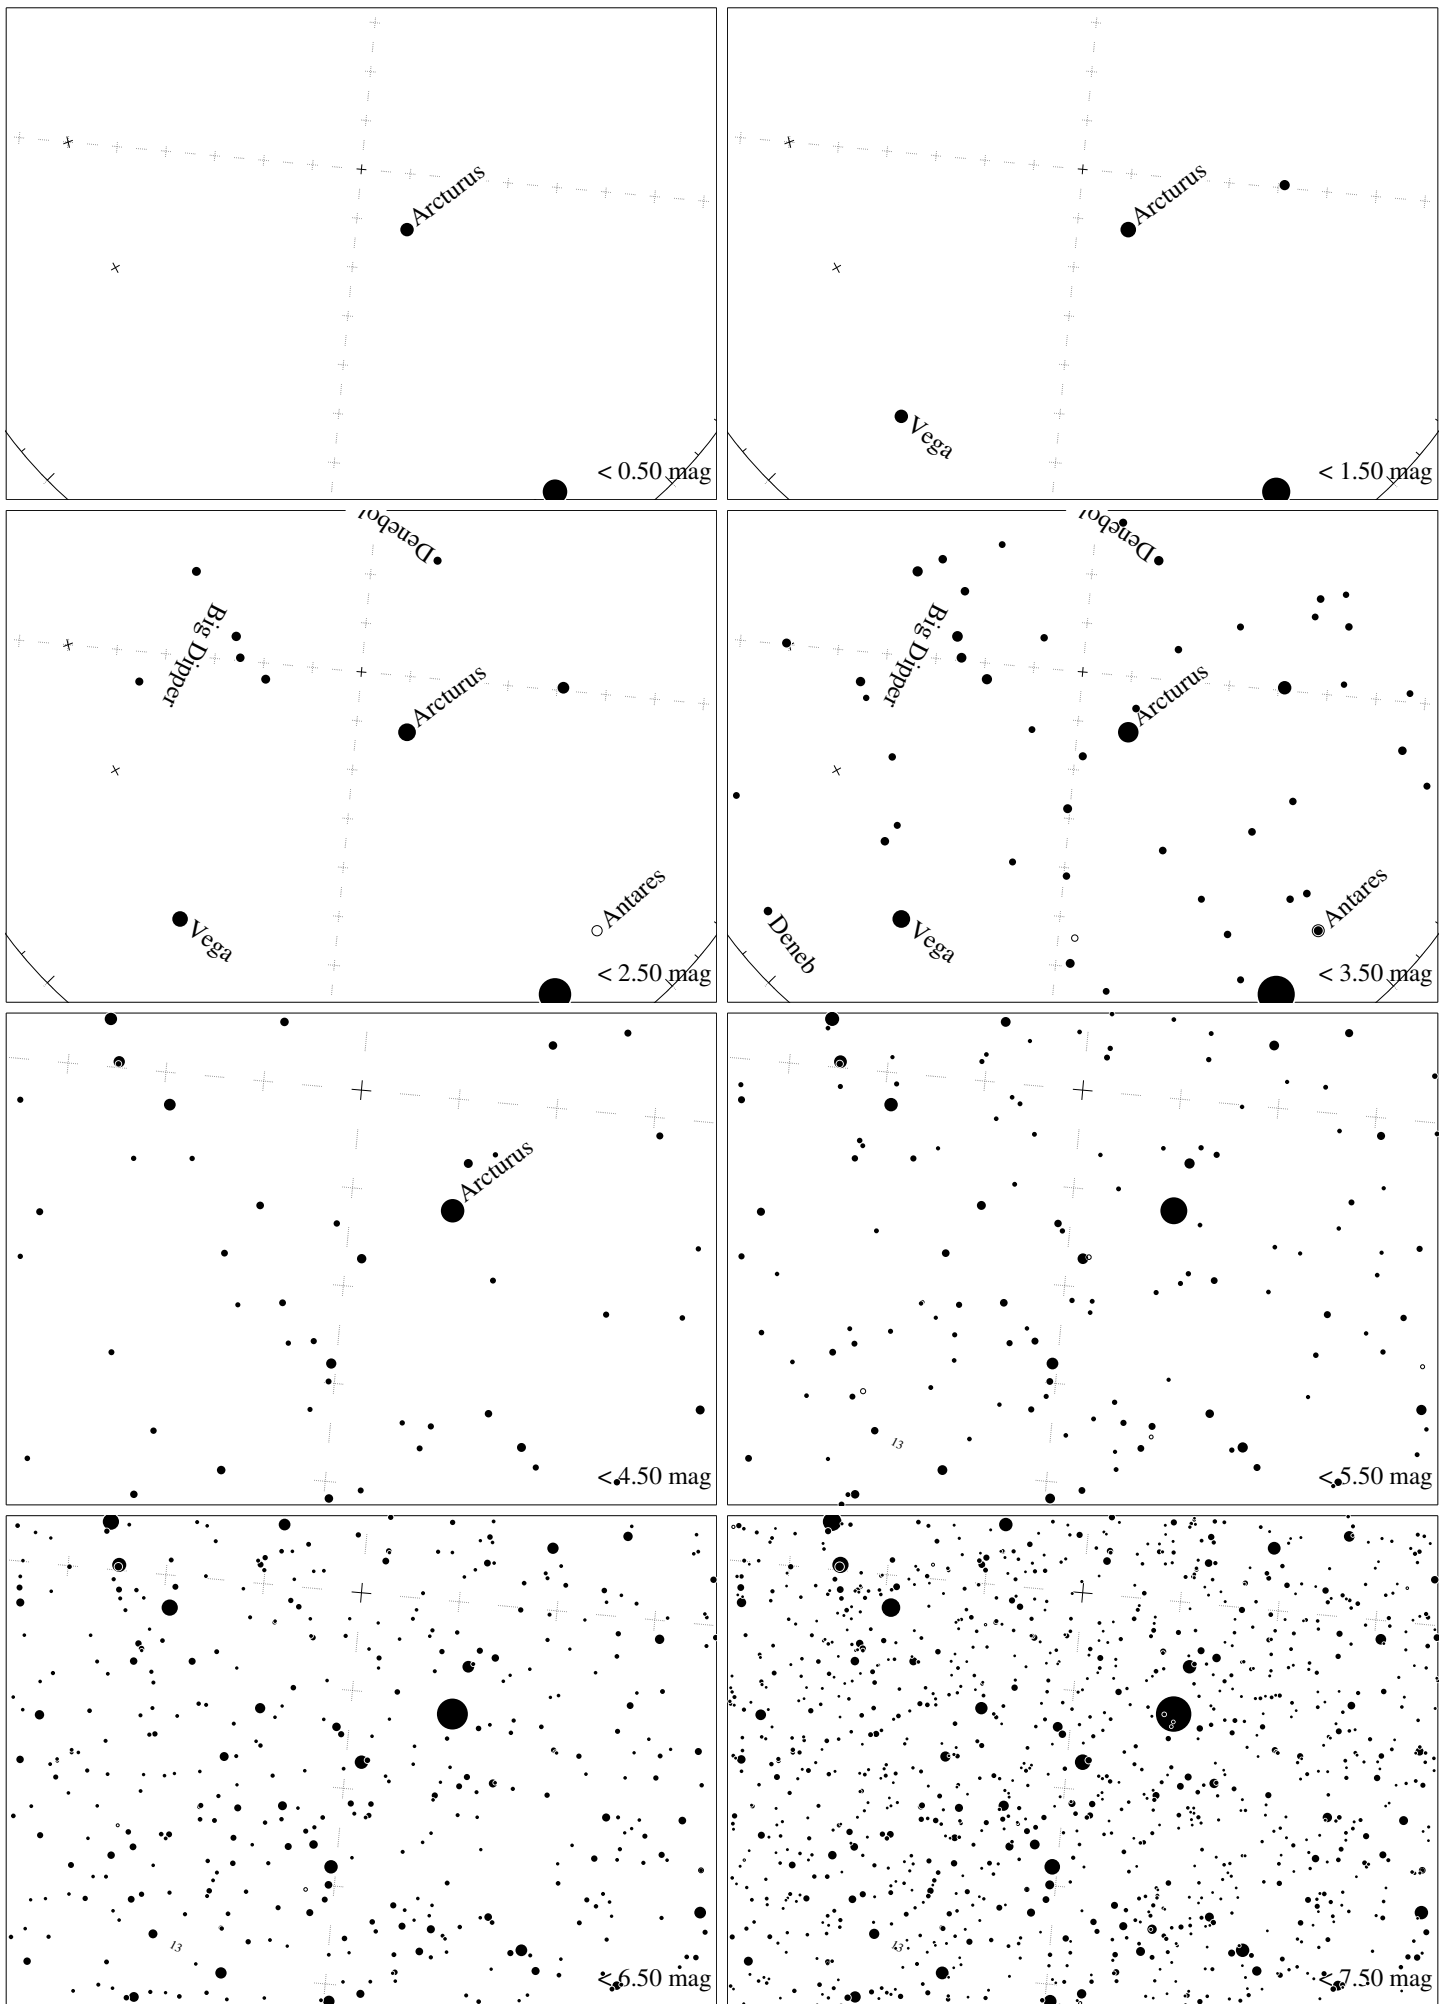 Arcturus
< 0.50 mag
Arcturus
Vega
< 1.50 mag
Denebol
Big Dipper
Arcturus
Antares
Vega
< 2.50 mag
Denebol
Big Dipper
Arcturus
Antares
Deneb
Vega
< 3.50 mag
Arcturus
< 4.50 mag
13
< 5.50 mag
13
< 6.50 mag
13
< 7.50 mag